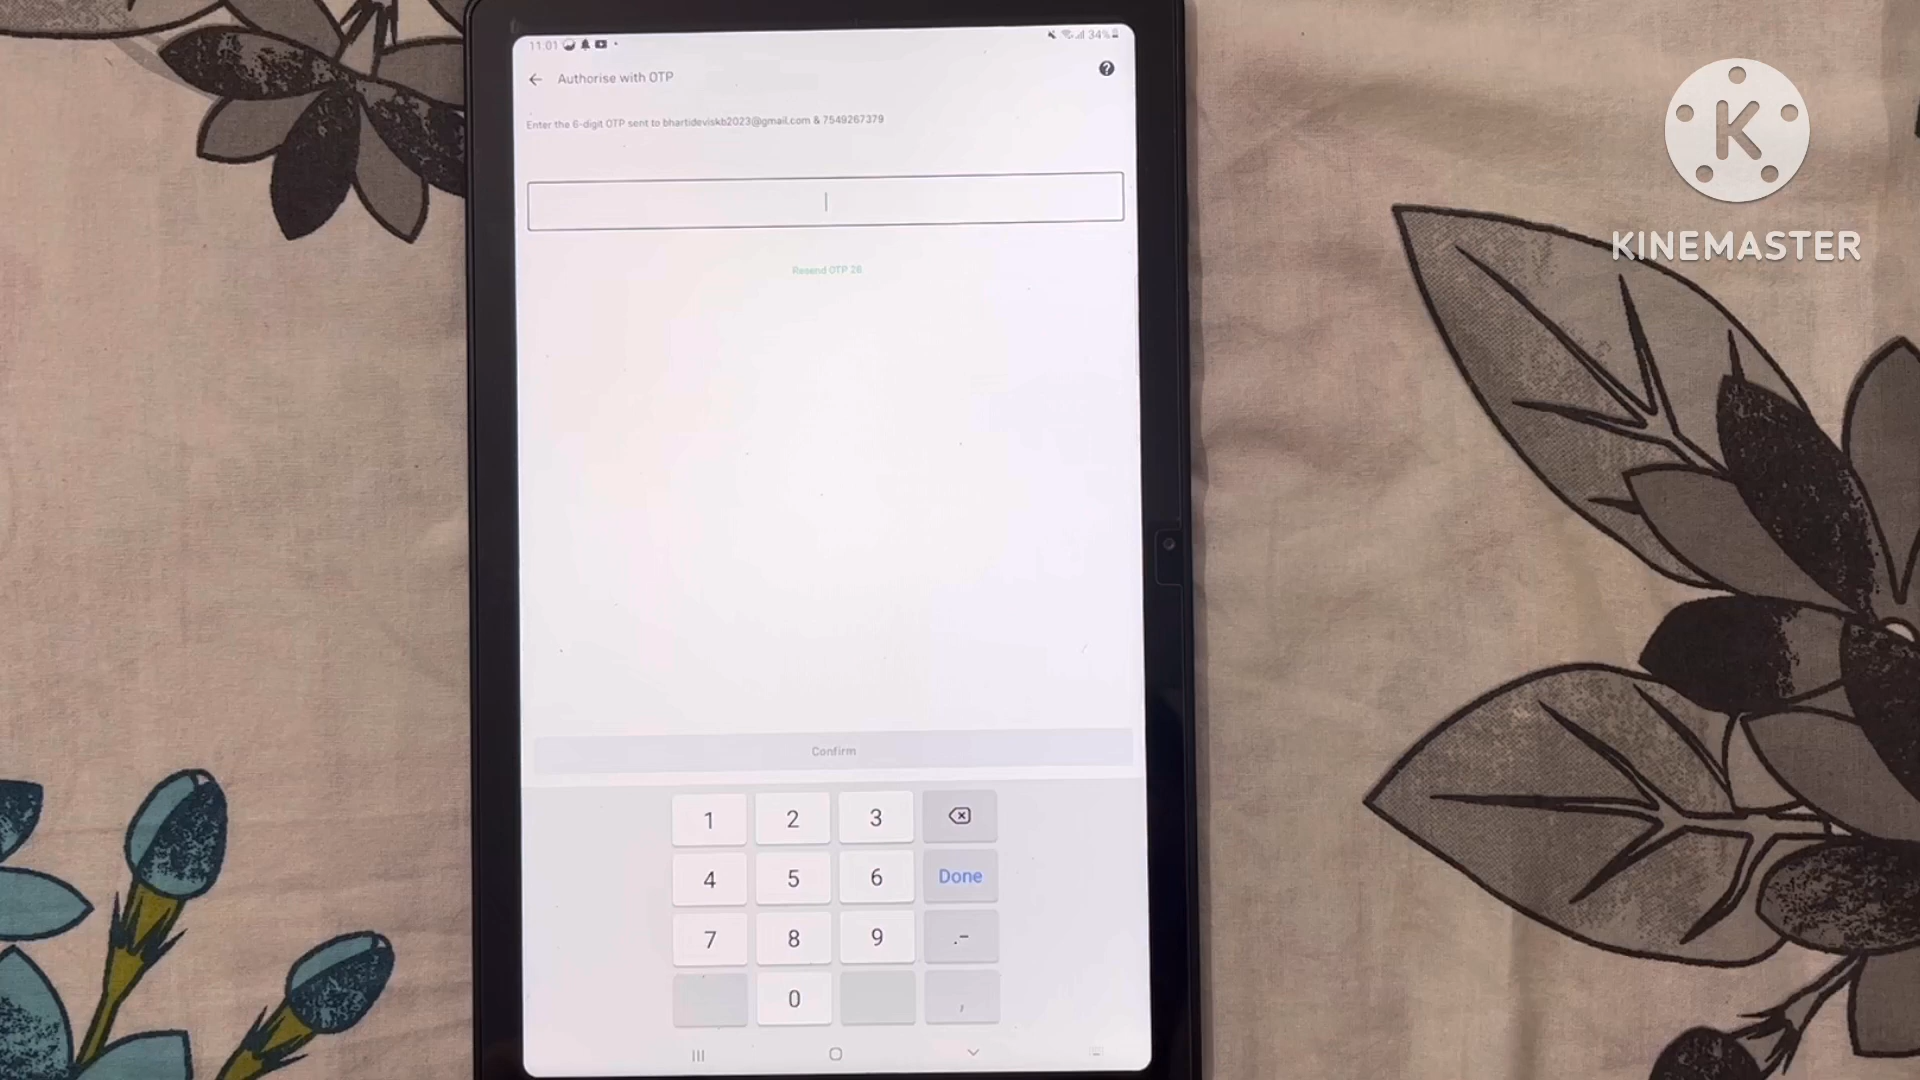 11:01
34%
Authorise with OTP
?
Enter the 6-digit OTP sent to bhartideviskb2023@gmail.com & 7549267379
Resend OTP 26
Confirm
1 2 3
4 5 6 Done
7 8 9 .-
0 ,
K
KINEMASTER